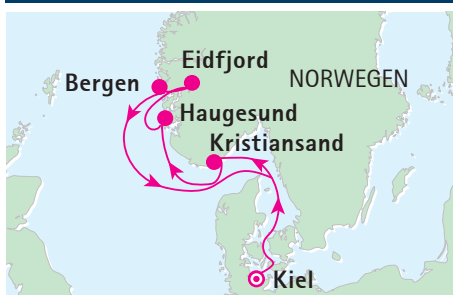 Eidfjord
Bergen
NORWEGEN
Haugesund
Kristiansand
Kiel